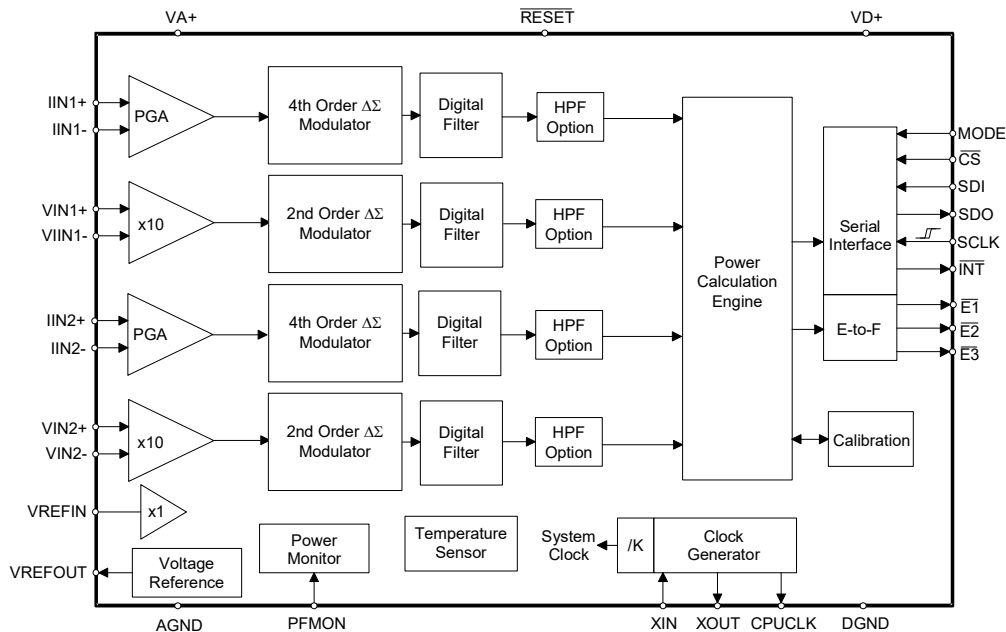 VA+
RESET
VD+
IIN1+
IIN1-
PGA
4th Order ΔΣ
Modulator
Digital
Filter
HPF
Option
VIN1+
VIIN1-
x10
2nd Order ΔΣ
Modulator
Digital
Filter
HPF
Option
IIN2+
IIN2-
PGA
4th Order ΔΣ
Modulator
Digital
Filter
HPF
Option
VIN2+
VIN2-
x10
2nd Order ΔΣ
Modulator
Digital
Filter
HPF
Option
Power
Calculation
Engine
Serial
Interface
E-to-F
Calibration
MODE
CS
SDI
SDO
SCLK
INT
E1
E2
E3
VREFIN
x1
VREFOUT
Voltage
Reference
Power
Monitor
Temperature
Sensor
System
Clock
/K
Clock
Generator
AGND
PFMON
XIN
XOUT
CPUCLK
DGND